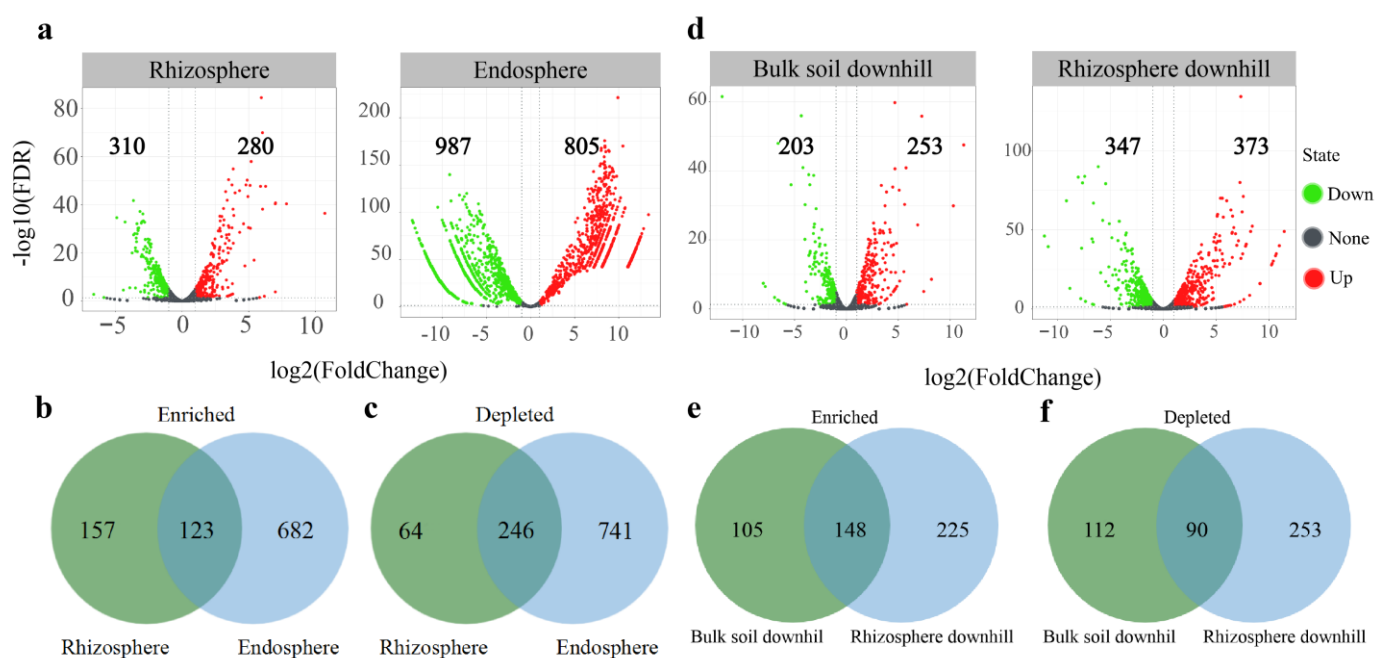 a
d
Rhizosphere
Endosphere
Bulk soil downhill
Rhizosphere downhill
-log10(FDR)
80
60
40
20
0
310
280
−5
0
5
10
200
150
100
50
0
987
805
-10
-5
0
5
10
60
40
20
0
203
253
−10
−5
0
5
10
100
50
0
347
373
−10
−5
0
5
10
State
Down
None
Up
log2(FoldChange)
log2(FoldChange)
b
Enriched
157
123
682
Rhizosphere
Endosphere
c
Depleted
64
246
741
Rhizosphere
Endosphere
e
Enriched
105
148
225
Bulk soil downhil
Rhizosphere downhill
f
Depleted
112
90
253
Bulk soil downhil
Rhizosphere downhill